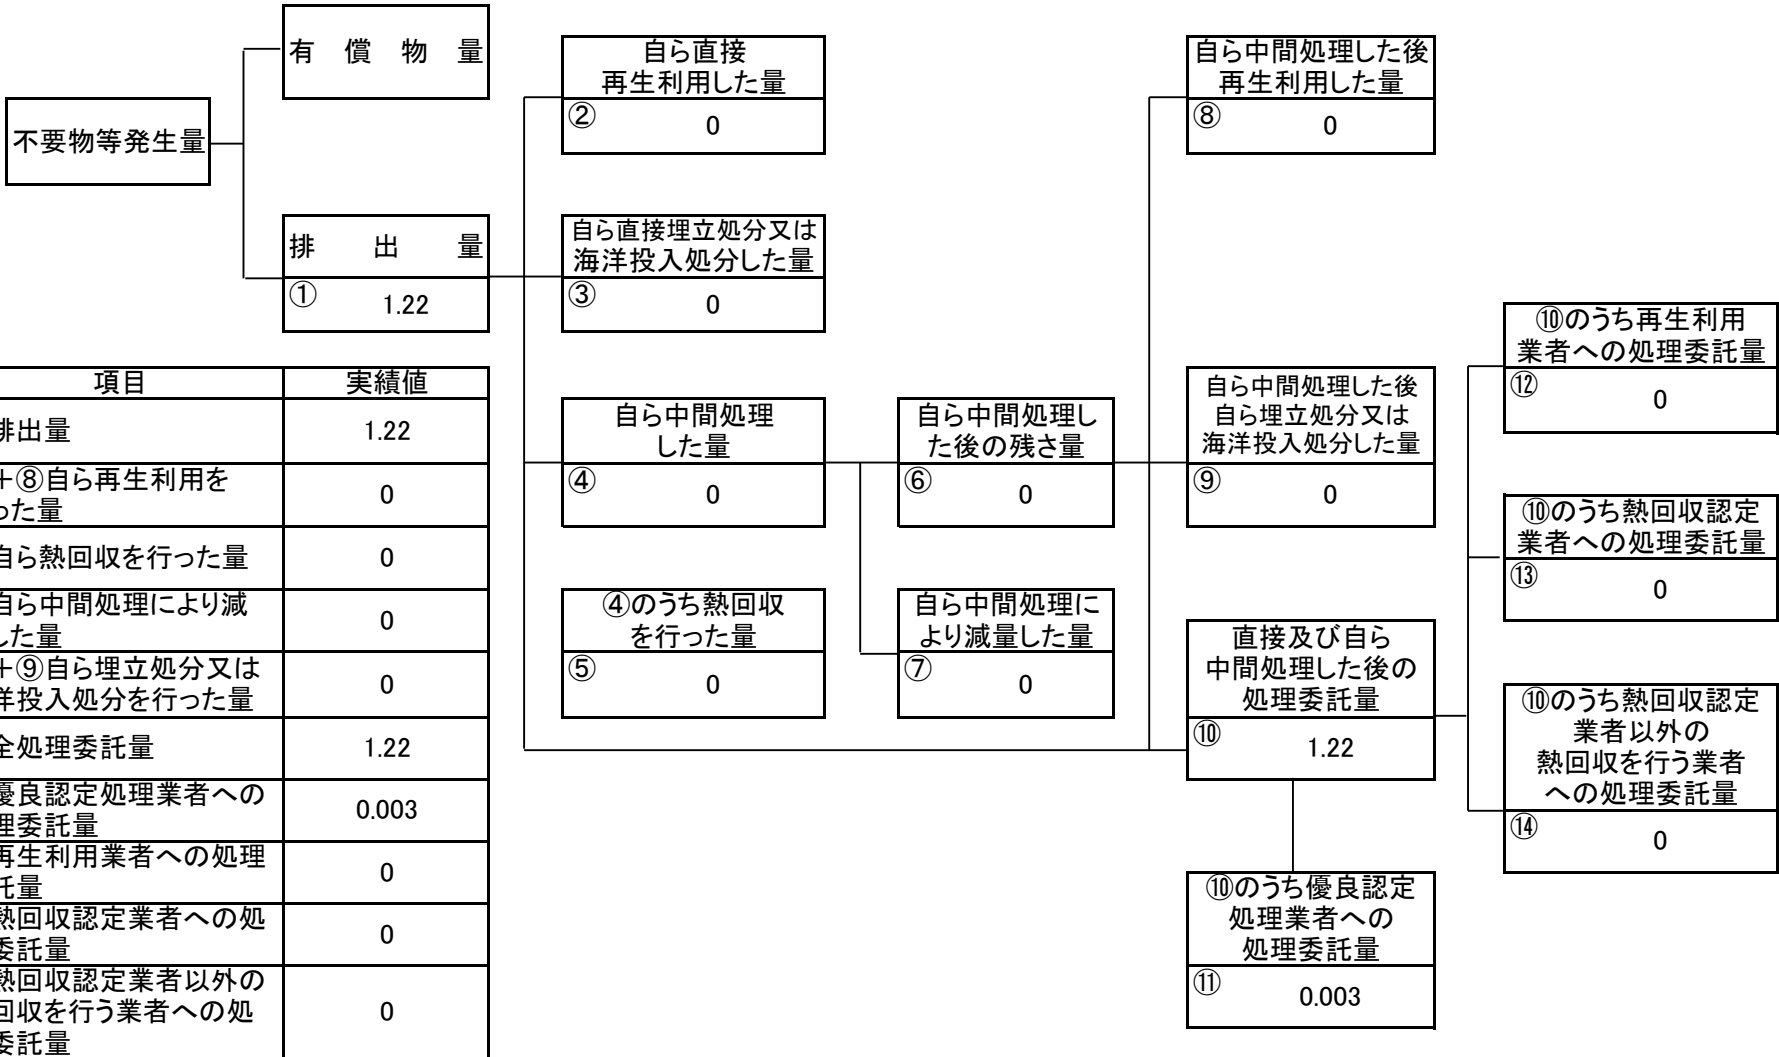 有償物量
不要物等発生量
排出量
① 1.22
自ら直接
再生利用した量
② 0
自ら直接埋立処分又は
海洋投入処分した量
③ 0
自ら中間処理
した量
④ 0
④のうち熱回収
を行った量
⑤ 0
自ら中間処理し
た後の残さ量
⑥ 0
自ら中間処理に
より減量した量
⑦ 0
自ら中間処理した後
再生利用した量
⑧ 0
自ら中間処理した後
自ら埋立処分又は
海洋投入処分した量
⑨ 0
直接及び自ら
中間処理した後の
処理委託量
⑩ 1.22
⑩のうち優良認定
処理業者への
処理委託量
⑪ 0.003
⑩のうち再生利用
業者への処理委託量
⑫ 0
⑩のうち熱回収認定
業者への処理委託量
⑬ 0
⑩のうち熱回収認定
業者以外の
熱回収を行う業者
への処理委託量
⑭ 0
項目 実績値
排出量 1.22
+⑧自ら再生利用を
った量 0
自ら熱回収を行った量 0
自ら中間処理により減
した量 0
+⑨自ら埋立処分又は
洋投入処分を行った量 0
全処理委託量 1.22
優良認定処理業者への
理委託量 0.003
再生利用業者への処理
託量 0
熱回収認定業者への処
委託量 0
熱回収認定業者以外の
回収を行う業者への処
委託量 0